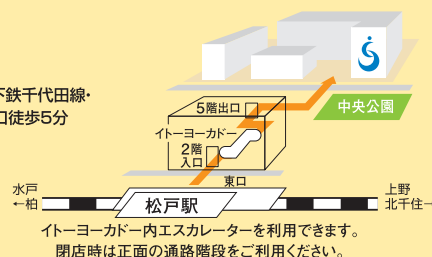 下鉄千代田線・
口徒歩5分
5階出口
中央公園
イトーヨーカドー
2階
入口
東口
水戸
←柏
松戸駅
上野
北千住→
イトーヨーカドー内エスカレーターを利用できます。
閉店時は正面の通路階段をご利用ください。